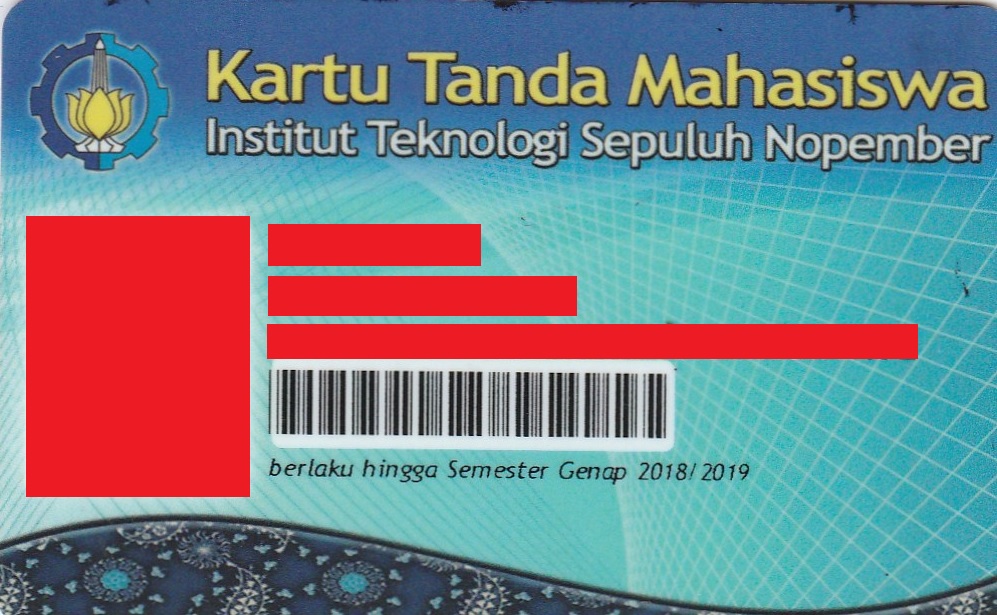 Kartu Tanda Mahasiswa
Institut Teknologi Sepuluh Nopember
berlaku hingga Semester Genap 2018/2019